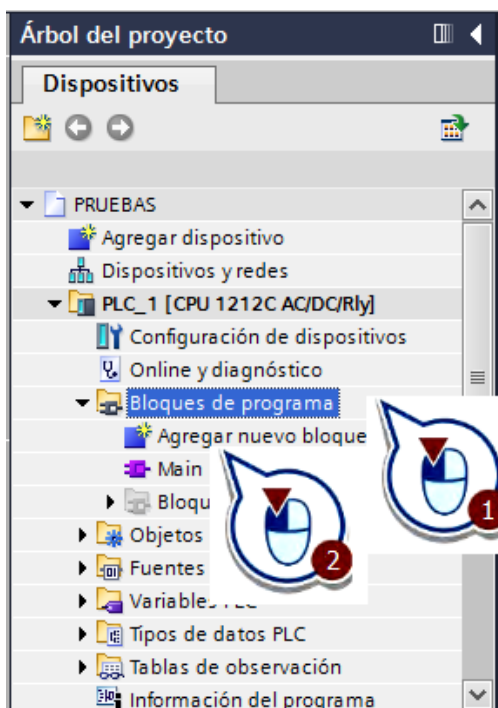 Árbol del proyecto
Dispositivos
PRUEBAS
Agregar dispositivo
Dispositivos y redes
PLC_1 [CPU 1212C AC/DC/Rly]
Configuración de dispositivos
Online y diagnóstico
Bloques de programa
Agregar nuevo bloque
1
Main
Bloqu
2
Objetos
Fuentes
Variables PLC
Tipos de datos PLC
Tablas de observación
Información del programa